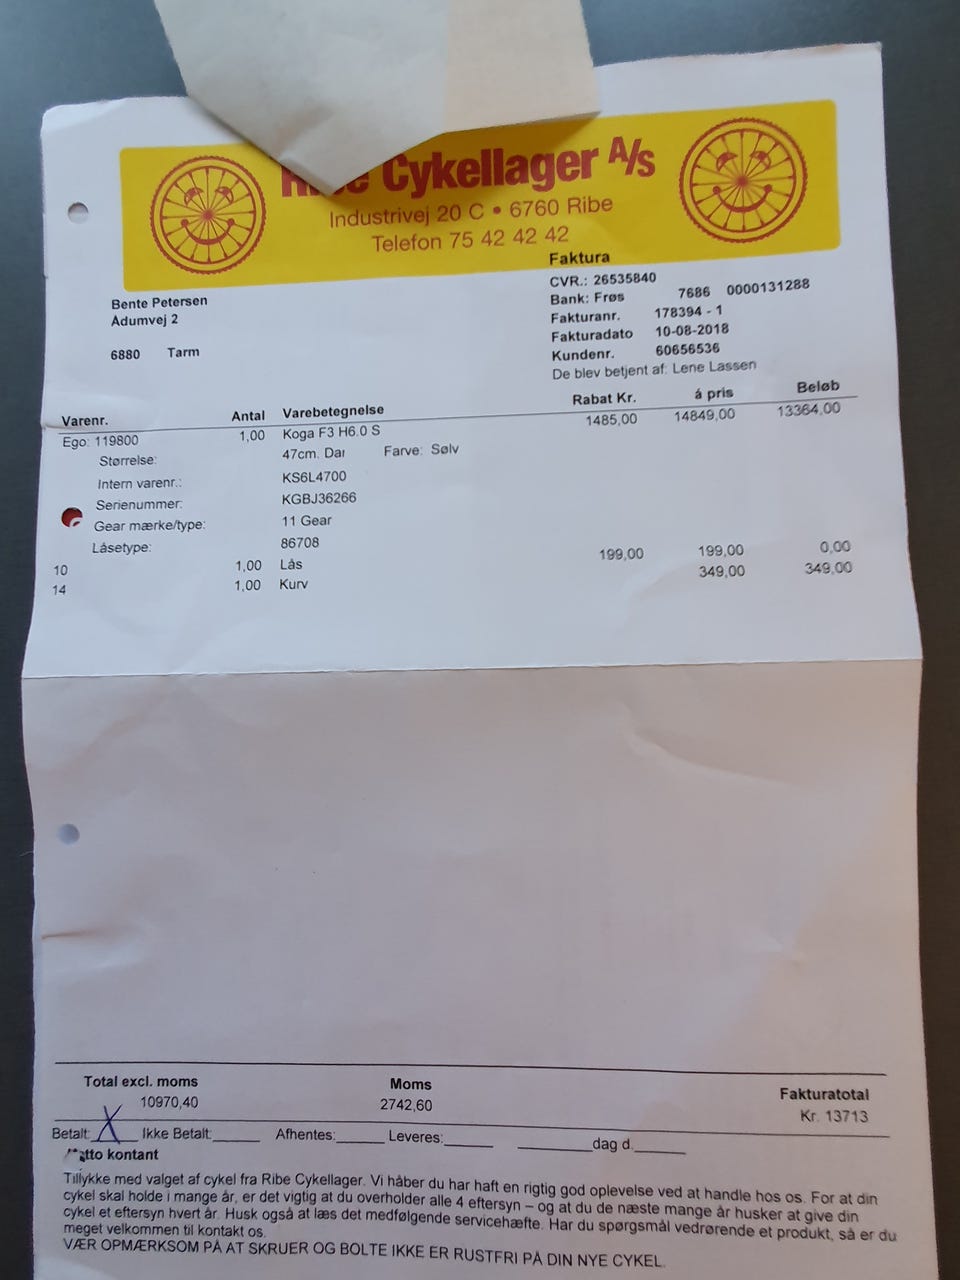 Ribe Cykellager A/S
Industrivej 20 C • 6760 Ribe
Telefon 75 42 42 42
Faktura
Bente Petersen
Adumvej 2
6880 Tarm
CVR.: 26535840
Bank: Frøs 7686 0000131288
Fakturanr. 178394 - 1
Fakturadato 10-08-2018
Kundenr. 60656536
De blev betjent af: Lene Lassen
Varenr. Antal Varebetegnelse Rabat Kr. á pris Beløb
Ego: 119800 1,00 Koga F3 H6.0 S 1485,00 14849,00 13364,00
Størrelse: 47cm. Dar Farve: Sølv
Intern varenr.: KS6L4700
Serienummer: KGBJ36266
Gear mærke/type: 11 Gear
Låsetype: 86708
10 1,00 Lås 199,00 199,00 0,00
14 1,00 Kurv 349,00 349,00
Total excl. moms Moms Fakturatotal
10970,40 2742,60 Kr. 13713
Betalt: X Ikke Betalt: Afhentes: Leveres: dag d.
kontant
Tillykke med valget af cykel fra Ribe Cykellager. Vi håber du har haft en rigtig god oplevelse ved at handle hos os. For at din
cykel skal holde i mange år, er det vigtig at du overholder alle 4 eftersyn – og at du de næste mange år husker at give din
cykel et eftersyn hvert år. Husk også at læs det medfølgende servicehæfte. Har du spørgsmål vedrørende et produkt, så er du
meget velkommen til kontakt os.
VÆR OPMÆRKSOM PÅ AT SKRUER OG BOLTE IKKE ER RUSTFRI PÅ DIN NYE CYKEL.